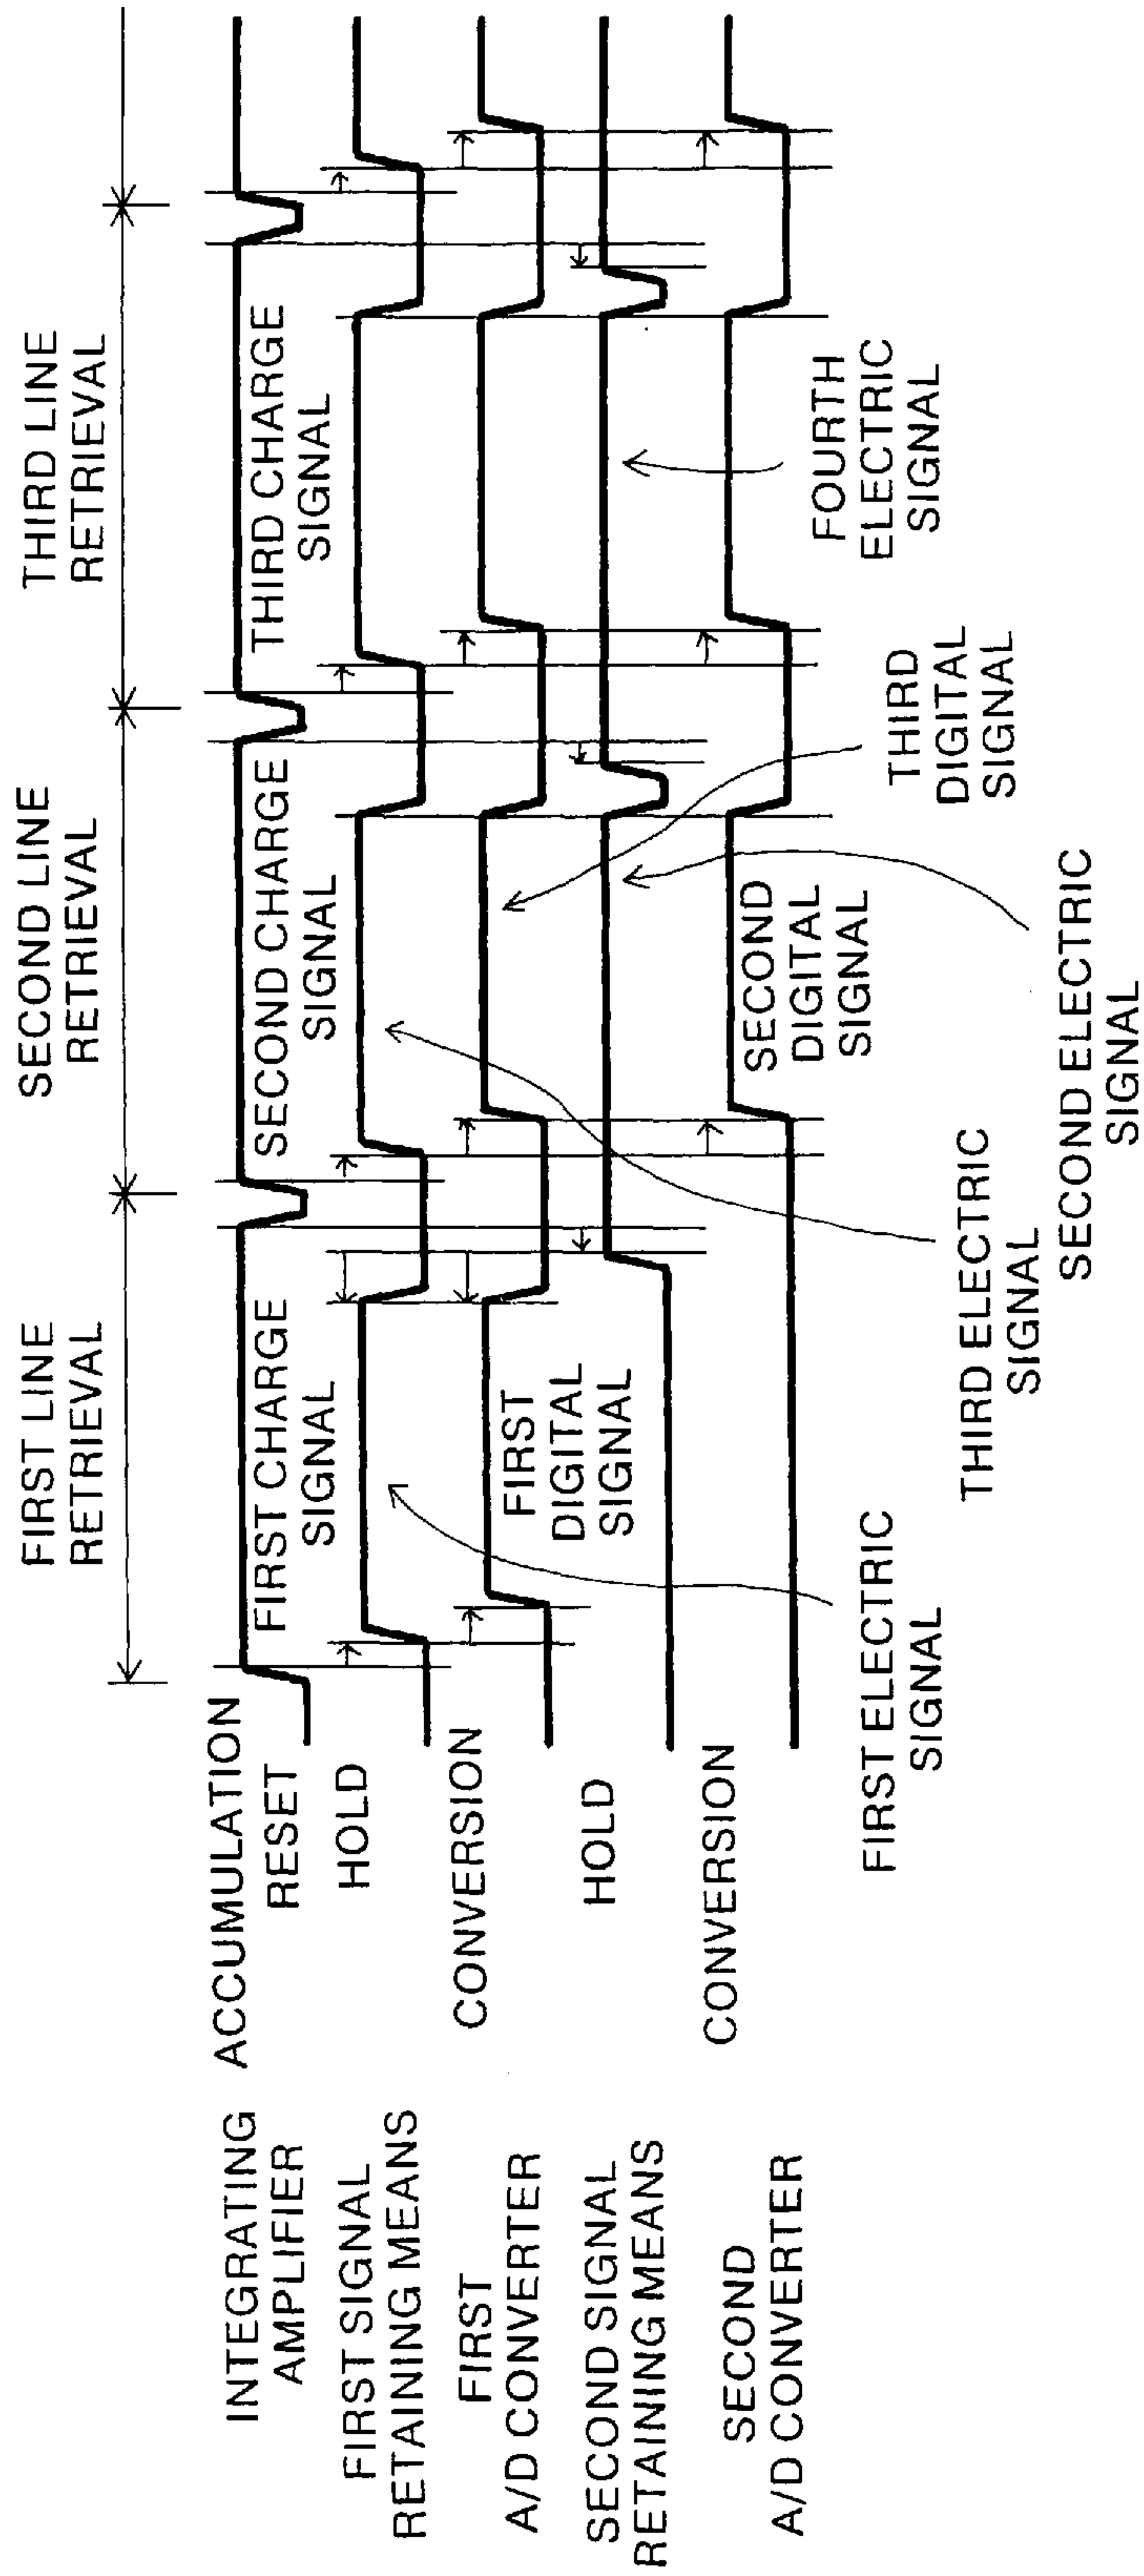 FIRST LINE
RETRIEVAL
SECOND LINE
RETRIEVAL
THIRD LINE
RETRIEVAL
INTEGRATING
AMPLIFIER
ACCUMULATION
RESET
FIRST CHARGE
SIGNAL
SECOND CHARGE
SIGNAL
THIRD CHARGE
SIGNAL
FIRST SIGNAL
RETAINING MEANS
HOLD
FIRST
A/D CONVERTER
CONVERSION
FIRST
DIGITAL
SIGNAL
SECOND SIGNAL
RETAINING MEANS
HOLD
SECOND
A/D CONVERTER
CONVERSION
SECOND
DIGITAL
SIGNAL
FIRST ELECTRIC
SIGNAL
THIRD ELECTRIC
SIGNAL
SECOND ELECTRIC
SIGNAL
THIRD
DIGITAL
SIGNAL
FOURTH
ELECTRIC
SIGNAL